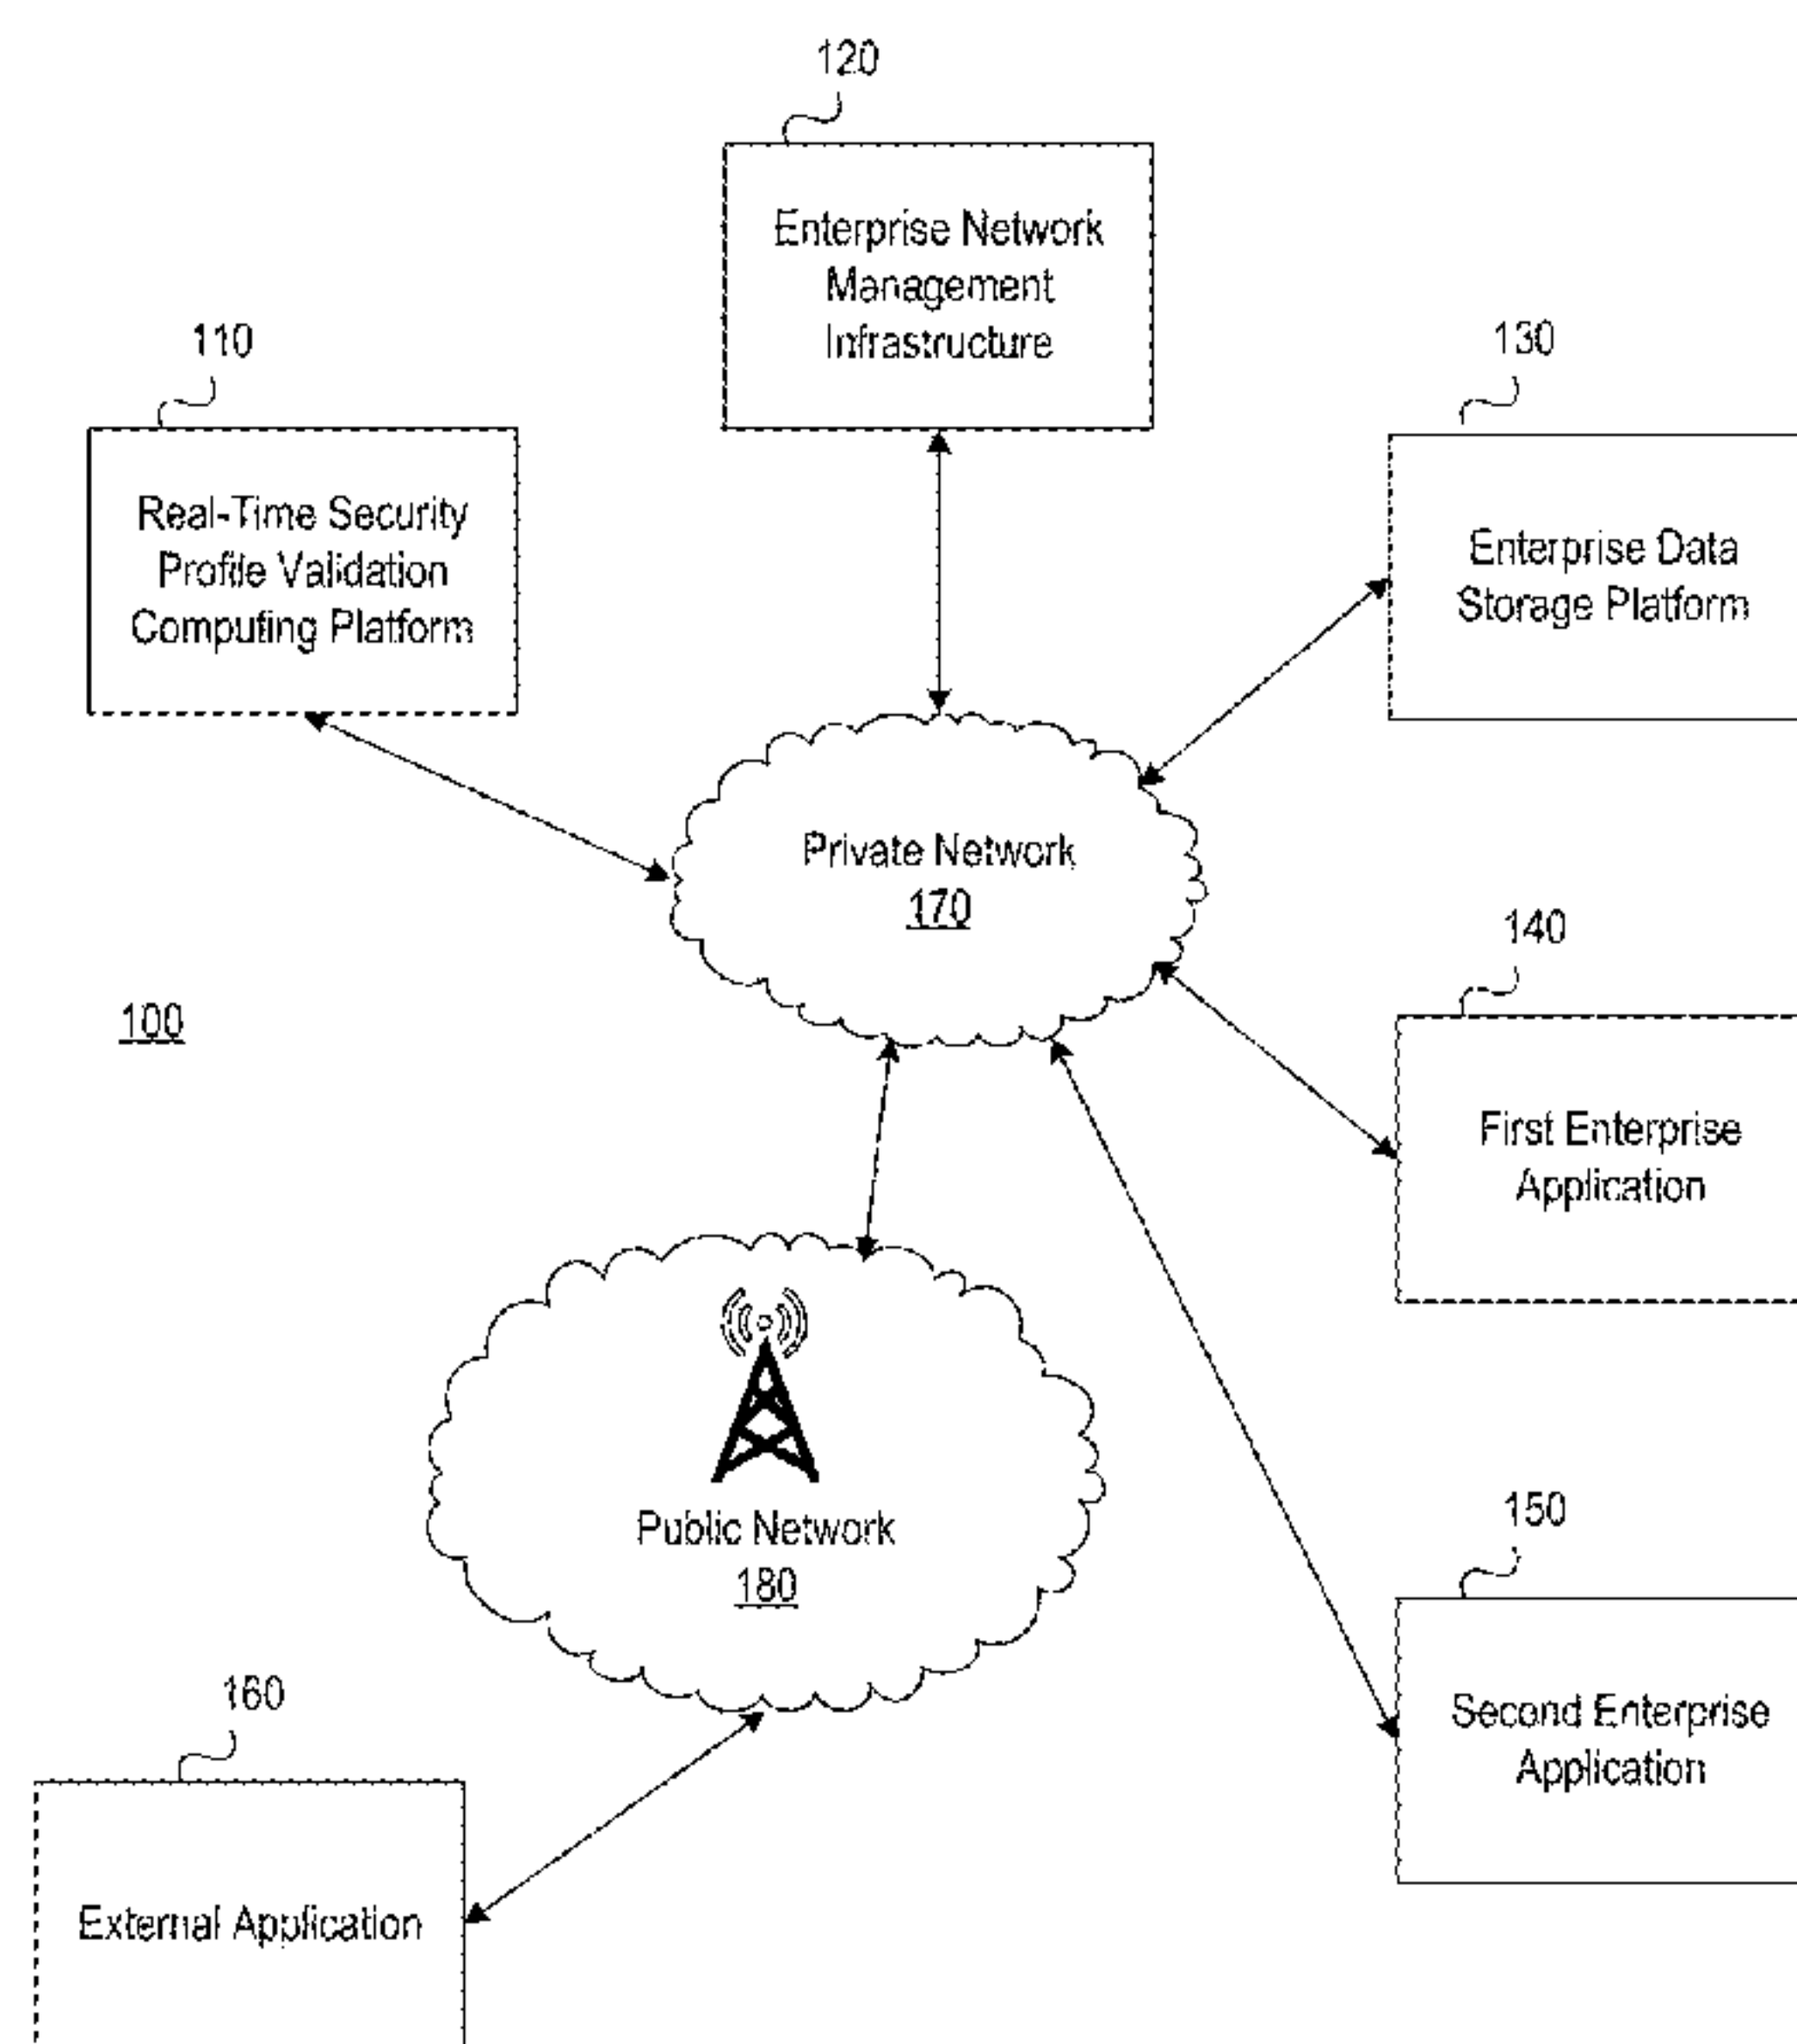 120
Enterprise Network
Management
Infrastructure
110
Real-Time Security
Profile Validation
Computing Platform
130
Enterprise Data
Storage Platform
Private Network
170
100
140
First Enterprise
Application
Public Network
180
150
Second Enterprise
Application
160
External Application